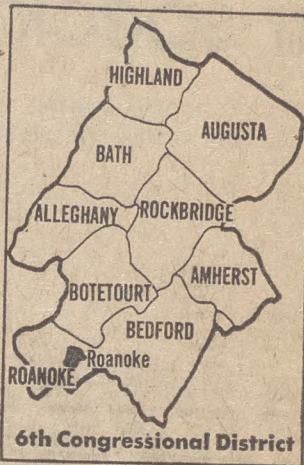 HIGHLAND
AUGUSTA
BATH
ALLEGHANY
ROCKBRIDGE
AMHERST
BOTETOURT
BEDFORD
Roanoke
ROANOKE
6th Congressional District